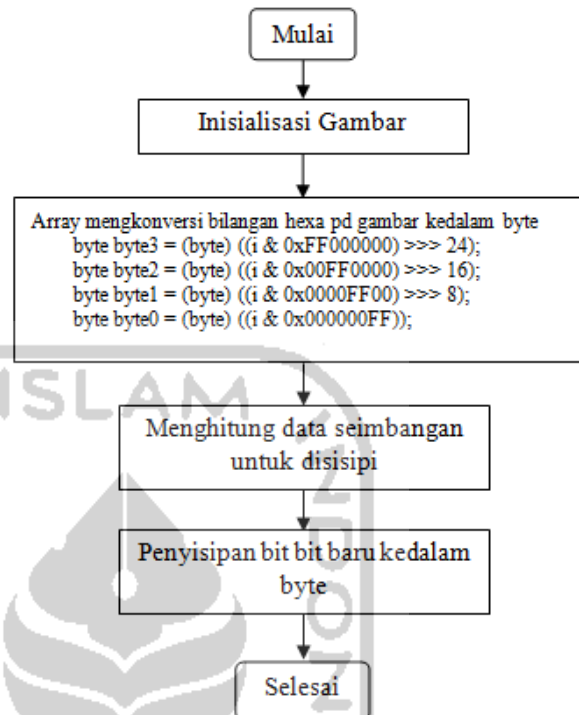 Mulai
Inisialisasi Gambar
Array mengkonversi bilangan hexa pd gambar kedalam byte
byte byte3 = (byte) ((i & 0xFF000000) >>> 24);
byte byte2 = (byte) ((i & 0x00FF0000) >>> 16);
byte byte1 = (byte) ((i & 0x0000FF00) >>> 8);
byte byte0 = (byte) ((i & 0x000000FF));
ISLAM
Menghitung data seimbangan
untuk disisipi
Penyisipan bit bit baru kedalam
byte
Selesai